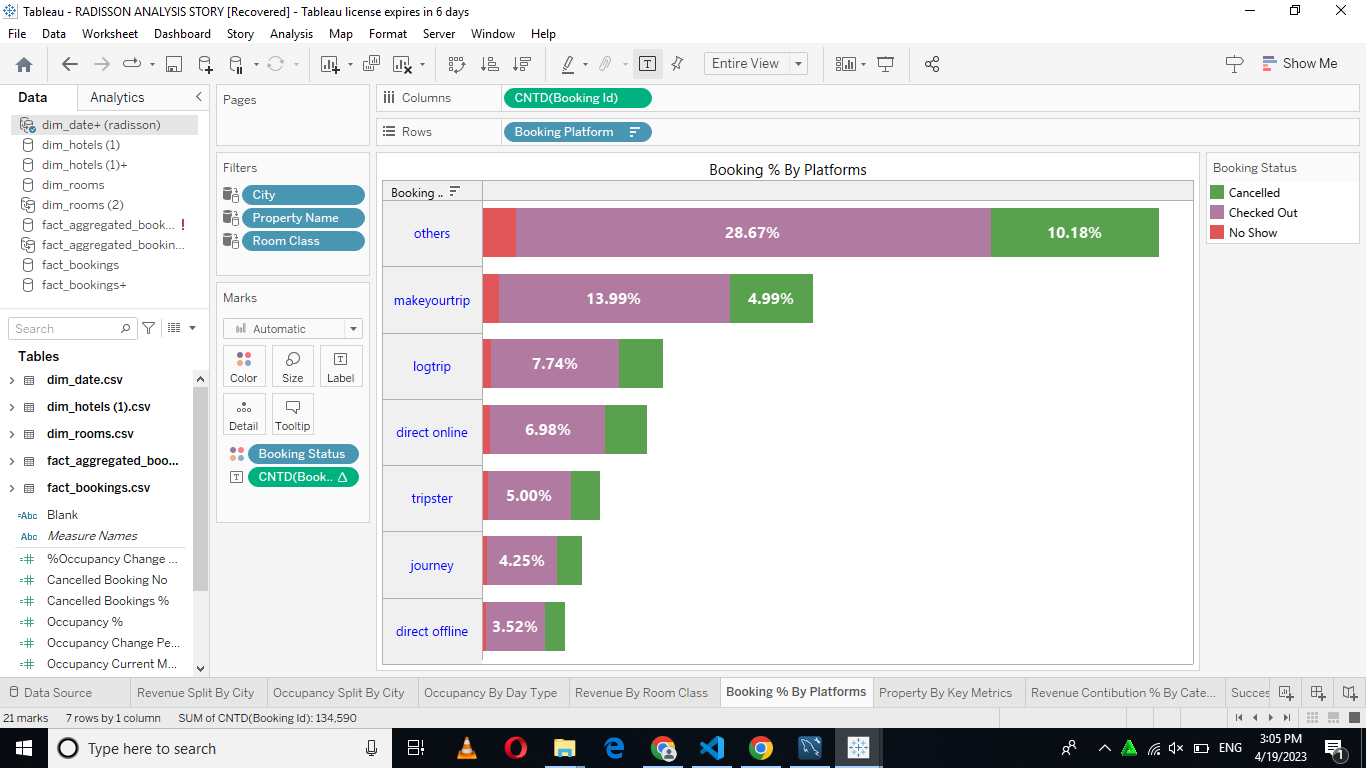 Tableau - RADISSON ANALYSIS STORY [Recovered] - Tableau license expires in 6 days
File Data Worksheet Dashboard Story Analysis Map Format Server Window Help
Entire View
Show Me
Data Analytics
dim_date+ (radisson)
dim_hotels (1)
dim_hotels (1)+
dim_rooms
dim_rooms (2)
fact_aggregated_book... !
fact_aggregated_bookin...
fact_bookings
fact_bookings+
Search
Tables
dim_date.csv
dim_hotels (1).csv
dim_rooms.csv
fact_aggregated_boo...
fact_bookings.csv
=Abc Blank
Abc Measure Names
=# %Occupancy Change ...
=# Cancelled Booking No
=# Cancelled Bookings %
=# Occupancy %
=# Occupancy Change Pe...
=# Occupancy Current M...
Pages
Filters
City
Property Name
Room Class
Marks
Automatic
Color Size T Label
Detail Tooltip
Booking Status
T CNTD(Book.. Δ
Columns CNTD(Booking Id)
Rows Booking Platform
Booking % By Platforms
Booking ..
others 28.67% 10.18%
makeyourtrip 13.99% 4.99%
logtrip 7.74%
direct online 6.98%
tripster 5.00%
journey 4.25%
direct offline 3.52%
Booking Status
Cancelled
Checked Out
No Show
Data Source Revenue Split By City Occupancy Split By City Occupancy By Day Type Revenue By Room Class Booking % By Platforms Property By Key Metrics Revenue Contibution % By Cate... Succes
21 marks 7 rows by 1 column SUM of CNTD(Booking Id): 134,590
Type here to search
ENG
3:05 PM
4/19/2023
1